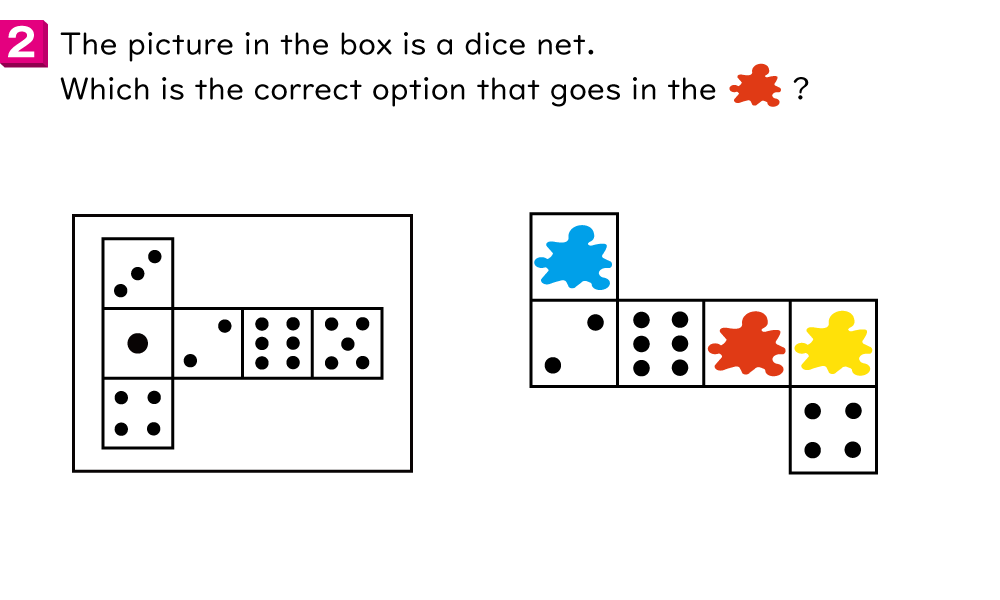 2 The picture in the box is a dice net.
Which is the correct option that goes in the ?